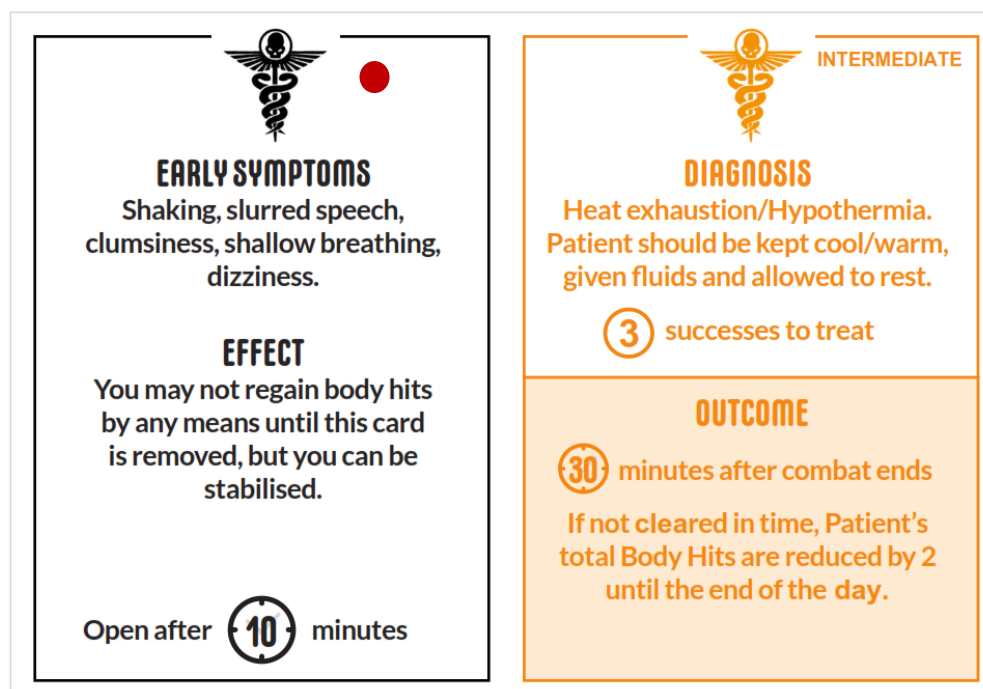 EARLY SYMPTOMS
Shaking, slurred speech,
clumsiness, shallow breathing,
dizziness.
EFFECT
You may not regain body hits
by any means until this card
is removed, but you can be
stabilised.
Open after 10 minutes
INTERMEDIATE
DIAGNOSIS
Heat exhaustion/Hypothermia.
Patient should be kept cool/warm,
given fluids and allowed to rest.
3 successes to treat
OUTCOME
30 minutes after combat ends
If not cleared in time, Patient’s
total Body Hits are reduced by 2
until the end of the day.